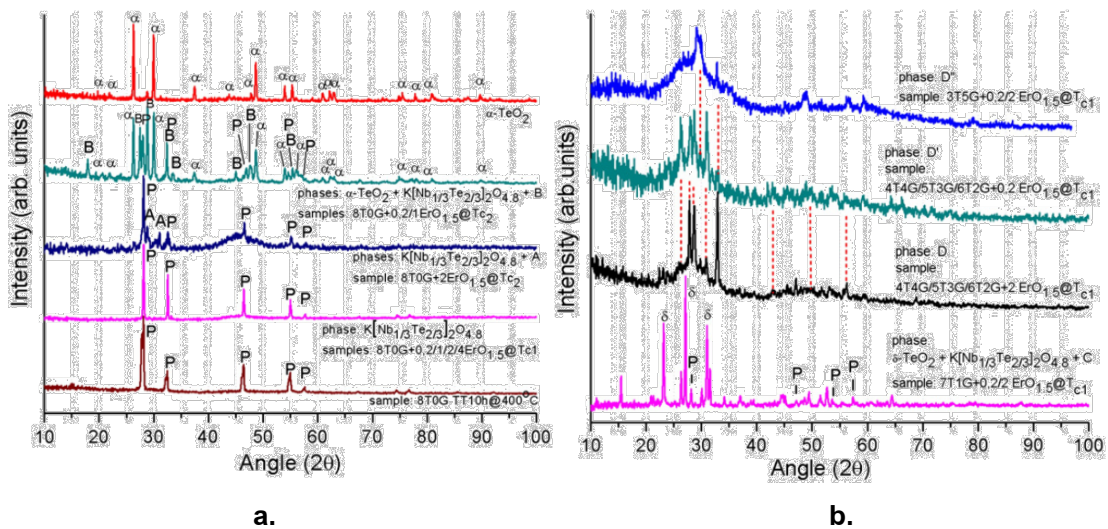 α
α
α
α
α
α α
α
α
α
α
αα
α
α
α
α
α-TeO2
B
α
BP
α
P
B
B
α α
B
α
P
B
B
α
P
B
α
α
P
α
αα
α
α
α
α
phases: α-TeO2 + K[Nb1/3Te2/3]2O4.8 + B
samples: 8T0G+0,2/1ErO1.5@Tc2
P
A
AP
P
P
P
phases: K[Nb1/3Te2/3]2O4.8 + A
samples: 8T0G+2ErO1.5@Tc2
P
P
P
P
P
phase: K[Nb1/3Te2/3]2O4.8
samples: 8T0G+0,2/1/2/4ErO1.5@Tc1
P
P
P
P
P
sample: 8T0G TT10h@400°C
Intensity (arb. units)
10 20 30 40 50 60 70 80 90 100
Angle (2θ)
a.
phase: D"
sample: 3T5G+0.2/2 ErO1.5@Tc1
phase: D'
sample:
4T4G/5T3G/6T2G+0.2 ErO1.5@Tc1
phase: D
sample:
4T4G/5T3G/6T2G+2 ErO1.5@Tc1
δ
δ
δ
P
P
P
P
phase:
δ-TeO2 + K[Nb1/3Te2/3]2O4.8 + C
sample: 7T1G+0.2/2 ErO1.5@Tc1
Intensity (arb.units)
10 20 30 40 50 60 70 80 90 100
Angle (2θ)
b.